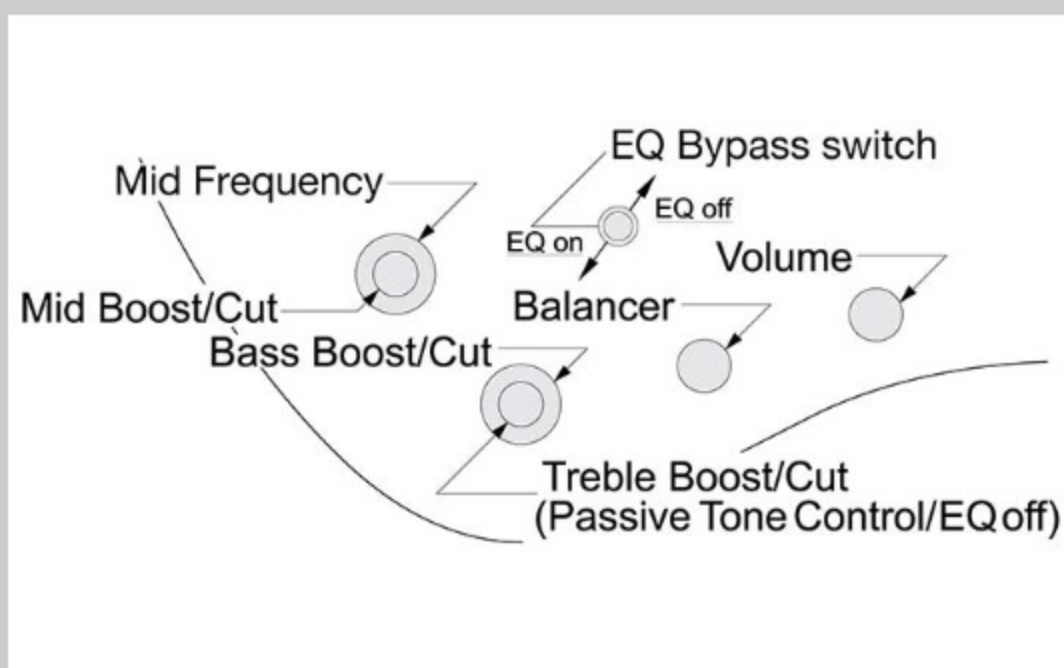 EQ Bypass switch
Mid Frequency
EQ off
EQ on
Volume
Mid Boost/Cut
Balancer
Bass Boost/Cut
Treble Boost/Cut
(Passive Tone Control/EQ off)